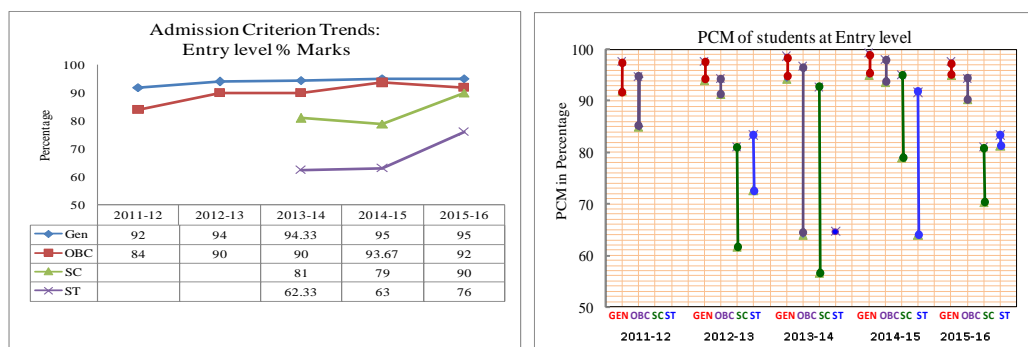 Admission Criterion Trends:
Entry level % Marks
100
90
80
70
60
50
Percentage
2011-12 2012-13 2013-14 2014-15 2015-16
Gen 92 94 94.33 95 95
OBC 84 90 90 93.67 92
SC 81 79 90
ST 62.33 63 76
PCM of students at Entry level
100
90
80
70
60
50
PCM in Percentage
GEN OBC SC ST GEN OBC SC ST GEN OBC SC ST GEN OBC SC ST GEN OBC SC ST
2011-12 2012-13 2013-14 2014-15 2015-16